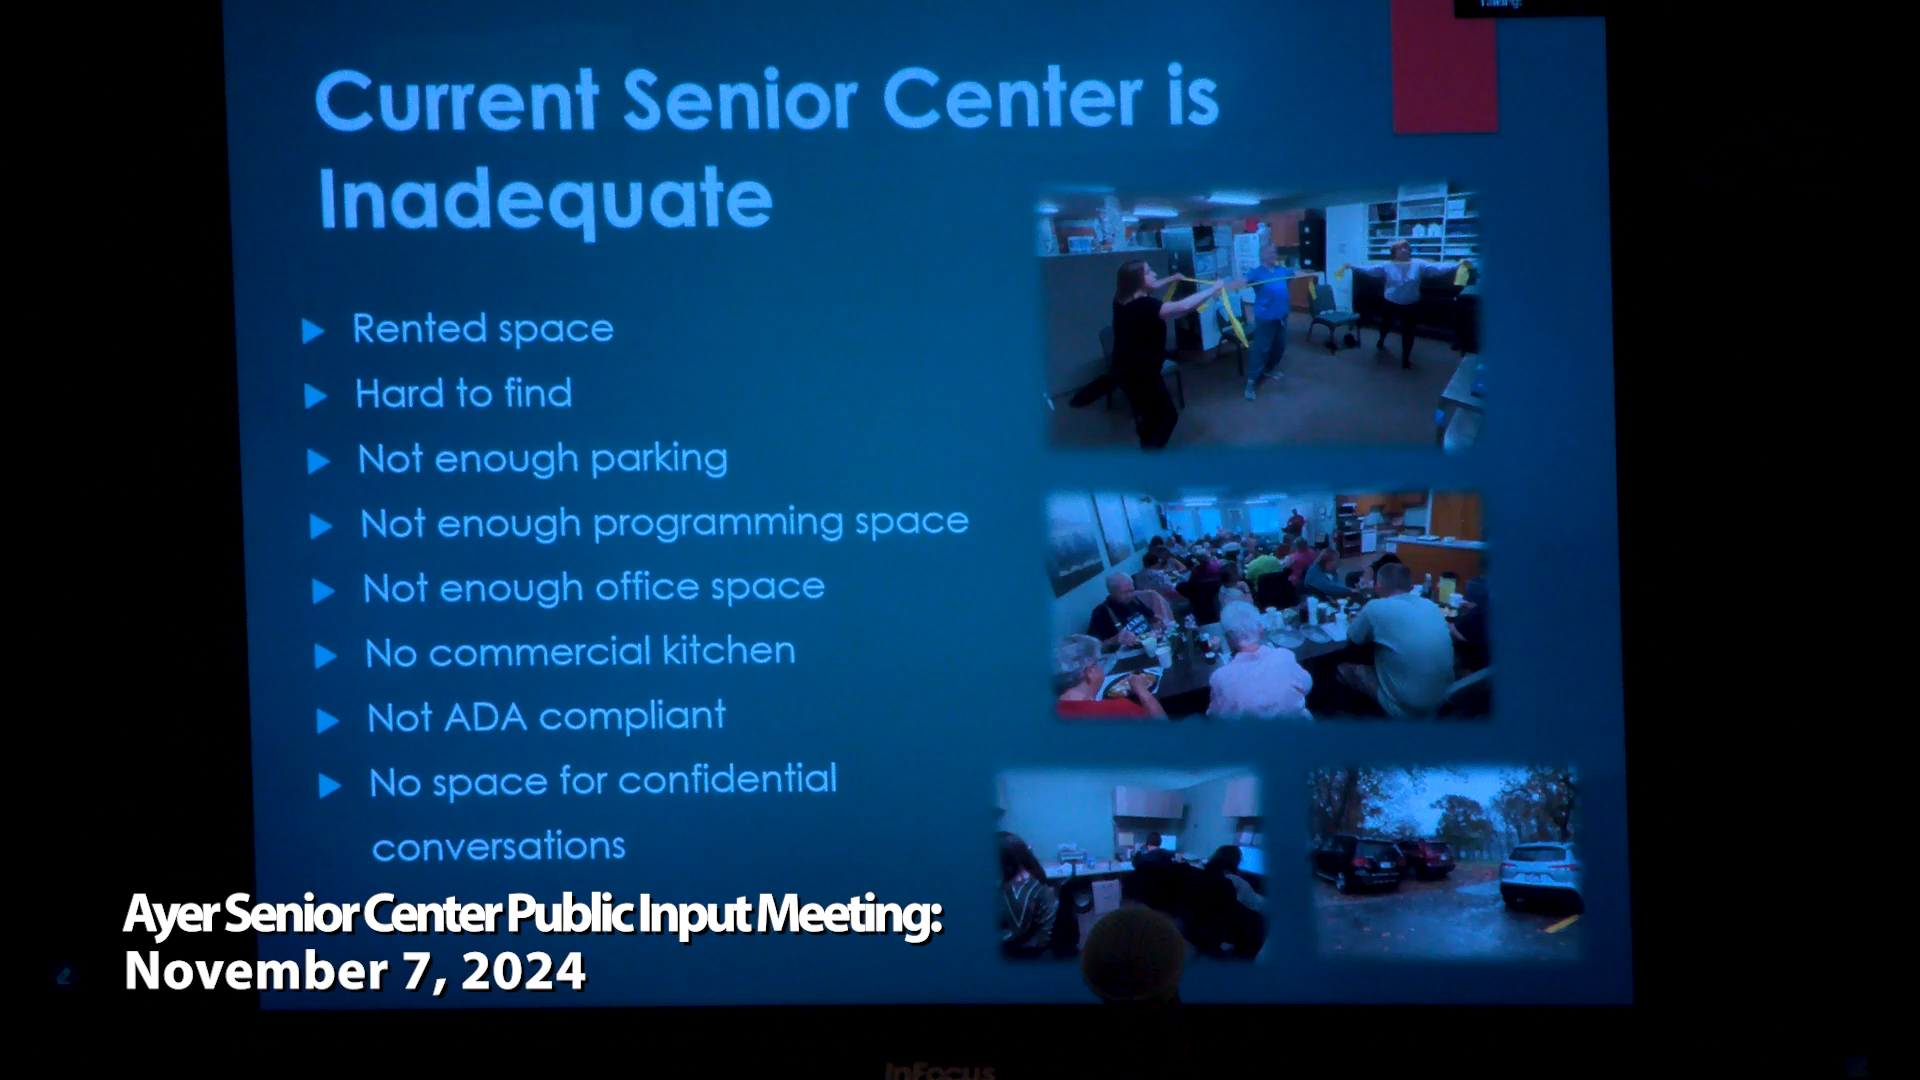 Talking:
Current Senior Center is
Inadequate
Rented space
Hard to find
Not enough parking
Not enough programming space
Not enough office space
No commercial kitchen
Not ADA compliant
No space for confidential
conversations
Ayer Senior Center Public Input Meeting:
November 7, 2024
InFocus